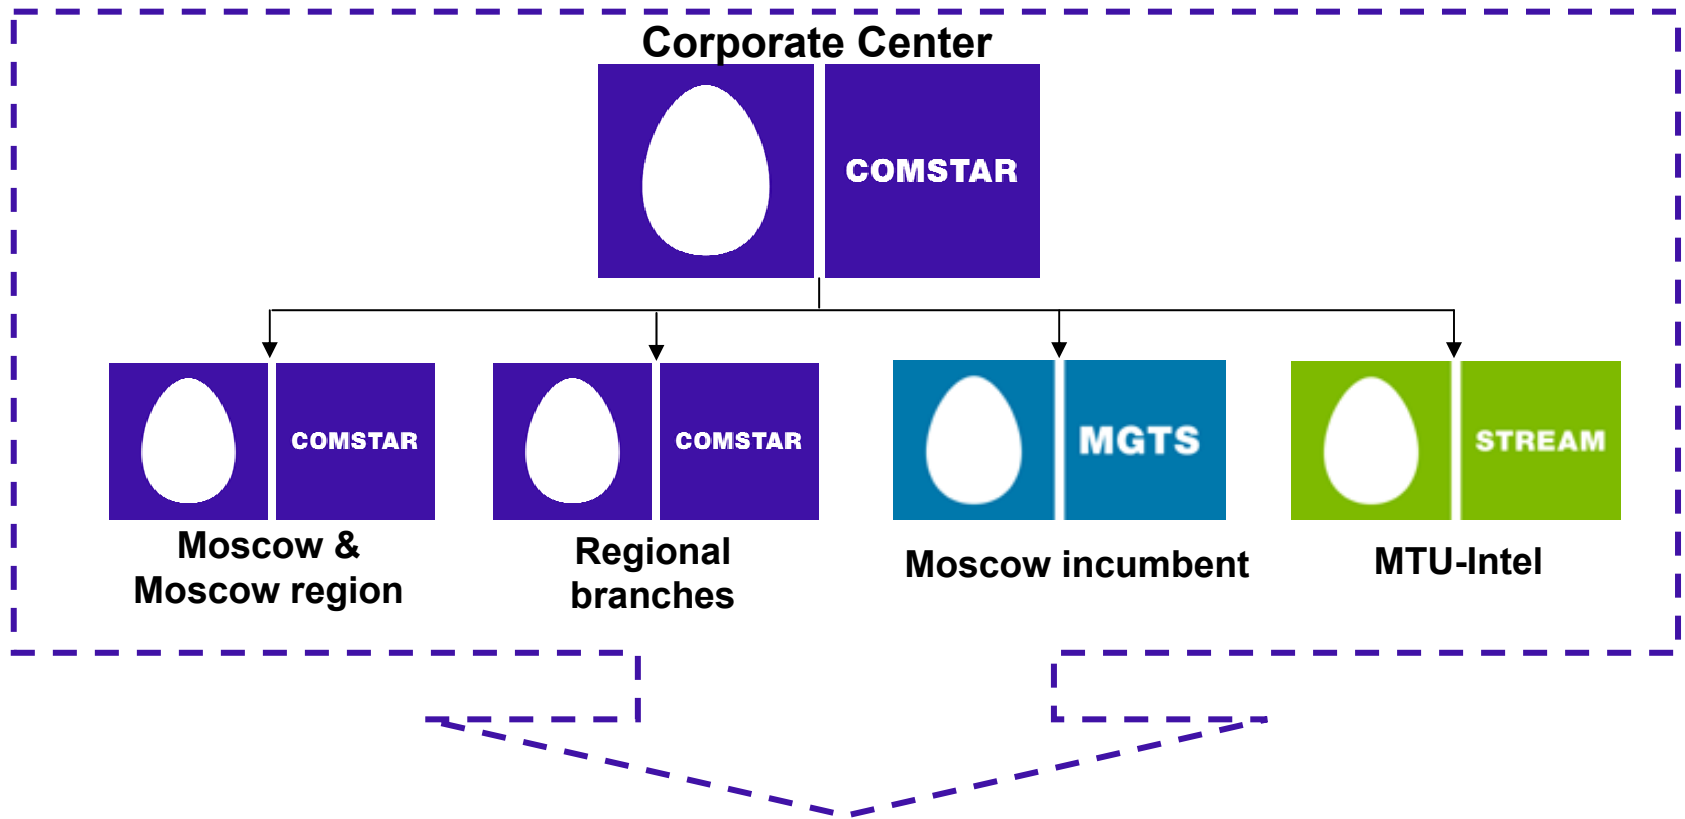 Corporate Center
COMSTAR
COMSTAR
COMSTAR
MGTS
STREAM
Moscow &
Moscow region
Regional
branches
Moscow incumbent
MTU-Intel